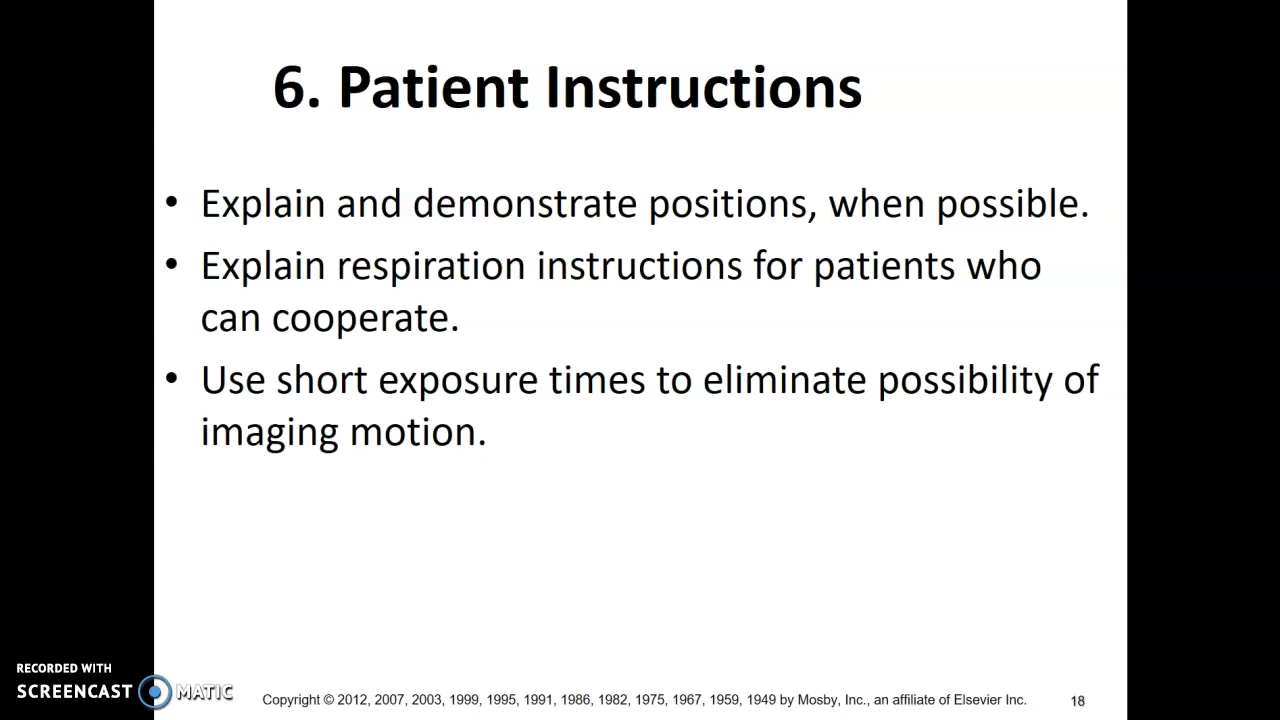 6. Patient Instructions
• Explain and demonstrate positions, when possible.
• Explain respiration instructions for patients who
can cooperate.
• Use short exposure times to eliminate possibility of
imaging motion.
RECORDED WITH
SCREENCAST MATIC
Copyright © 2012, 2007, 2003, 1999, 1995, 1991, 1986, 1982, 1975, 1967, 1959, 1949 by Mosby, Inc., an affiliate of Elsevier Inc.
18